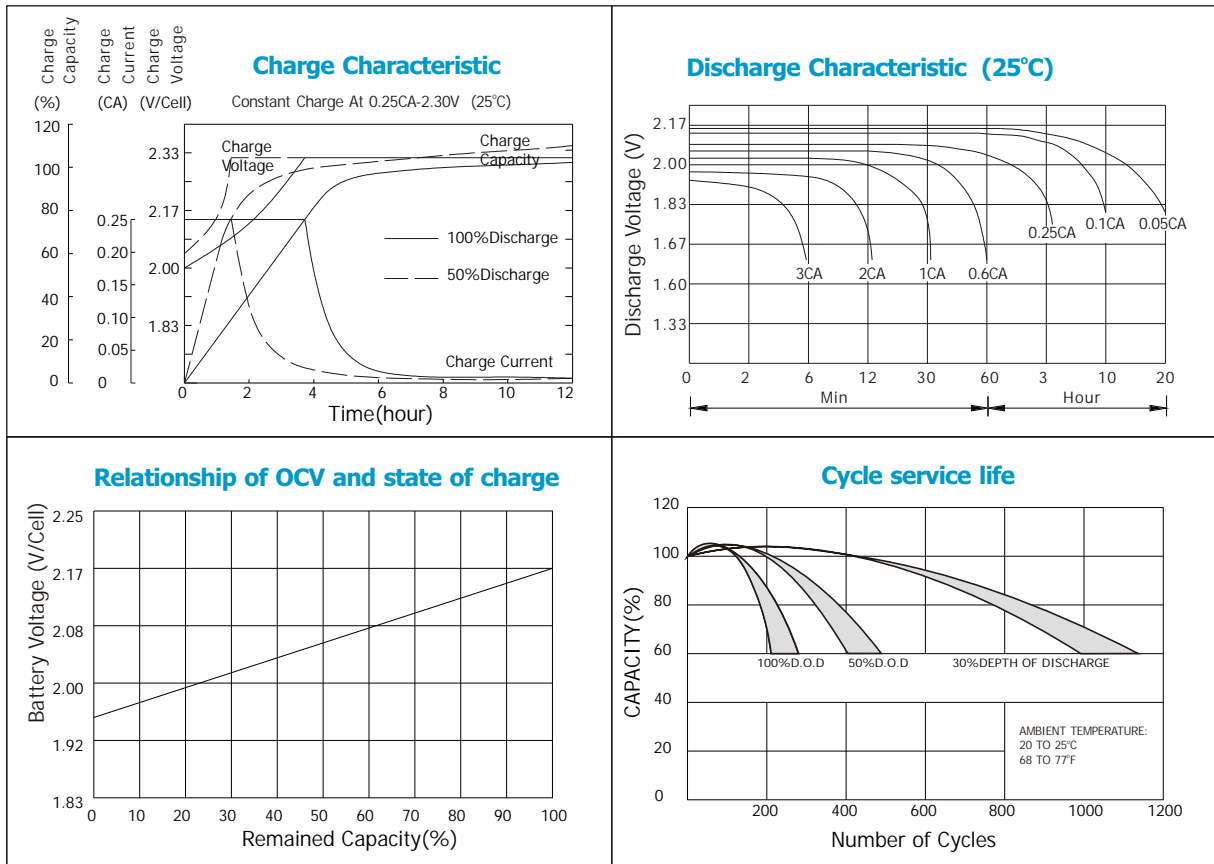 Charge
Capacity
Charge
Current
Charge
Voltage
(%)
(CA)
(V/Cell)
Charge Characteristic
Constant Charge At 0.25CA-2.30V (25°C)
120
100
80
60
40
20
0
0.25
0.20
0.15
0.10
0.05
0
2.33
2.17
2.00
1.83
Charge
Voltage
Charge
Capacity
100%Discharge
50%Discharge
Charge Current
0 2 4 6 8 10 12
Time(hour)
Discharge Characteristic (25°C)
Discharge Voltage (V)
2.17
2.00
1.83
1.67
1.60
1.33
3CA
2CA
1CA
0.6CA
0.25CA
0.1CA
0.05CA
0 2 6 12 30 60 3 10 20
Min
Hour
Relationship of OCV and state of charge
Battery Voltage (V/Cell)
2.25
2.17
2.08
2.00
1.92
1.83
0 10 20 30 40 50 60 70 80 90 100
Remained Capacity(%)
Cycle service life
CAPACITY(%)
120
100
80
60
40
20
0
100%D.O.D
50%D.O.D
30%DEPTH OF DISCHARGE
AMBIENT TEMPERATURE:
20 TO 25°C
68 TO 77°F
200 400 600 800 1000 1200
Number of Cycles